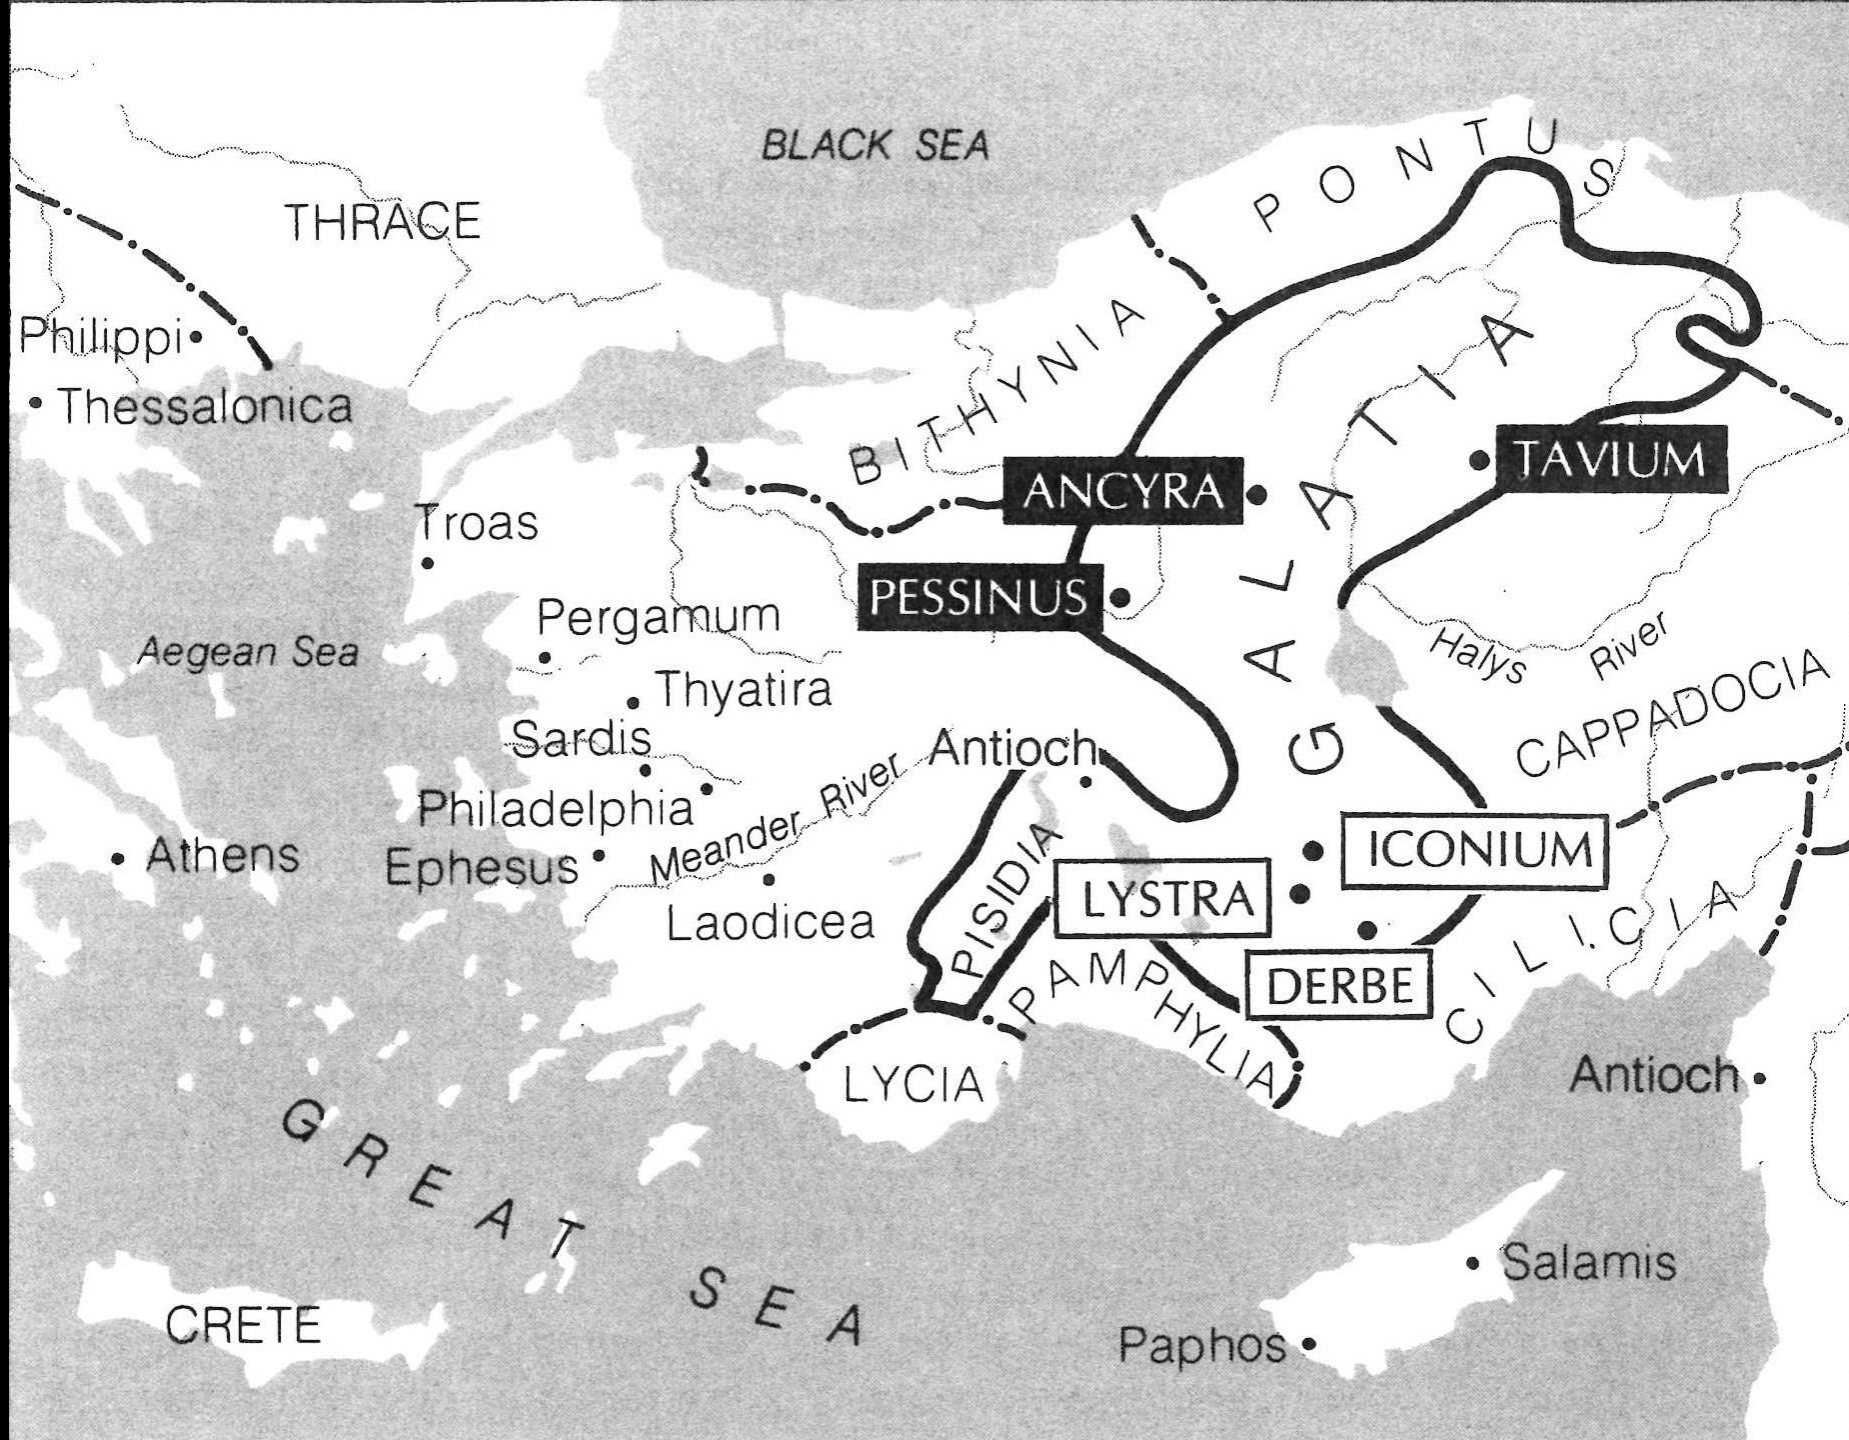 BLACK SEA
PONTUS
THRACE
BITHYNIA
Philippi
Thessalonica
GALATIA
TAVIUM
ANCYRA
Troas
PESSINUS
Pergamum
Aegean Sea
Halys River
Thyatira
CAPPADOCIA
Sardis
Antioch
Meander River
Philadelphia
Athens
Ephesus
ICONIUM
PISIDIA
LYSTRA
Laodicea
CILICIA
DERBE
PAMPHYLIA
LYCIA
Antioch
GREAT SEA
Salamis
CRETE
Paphos